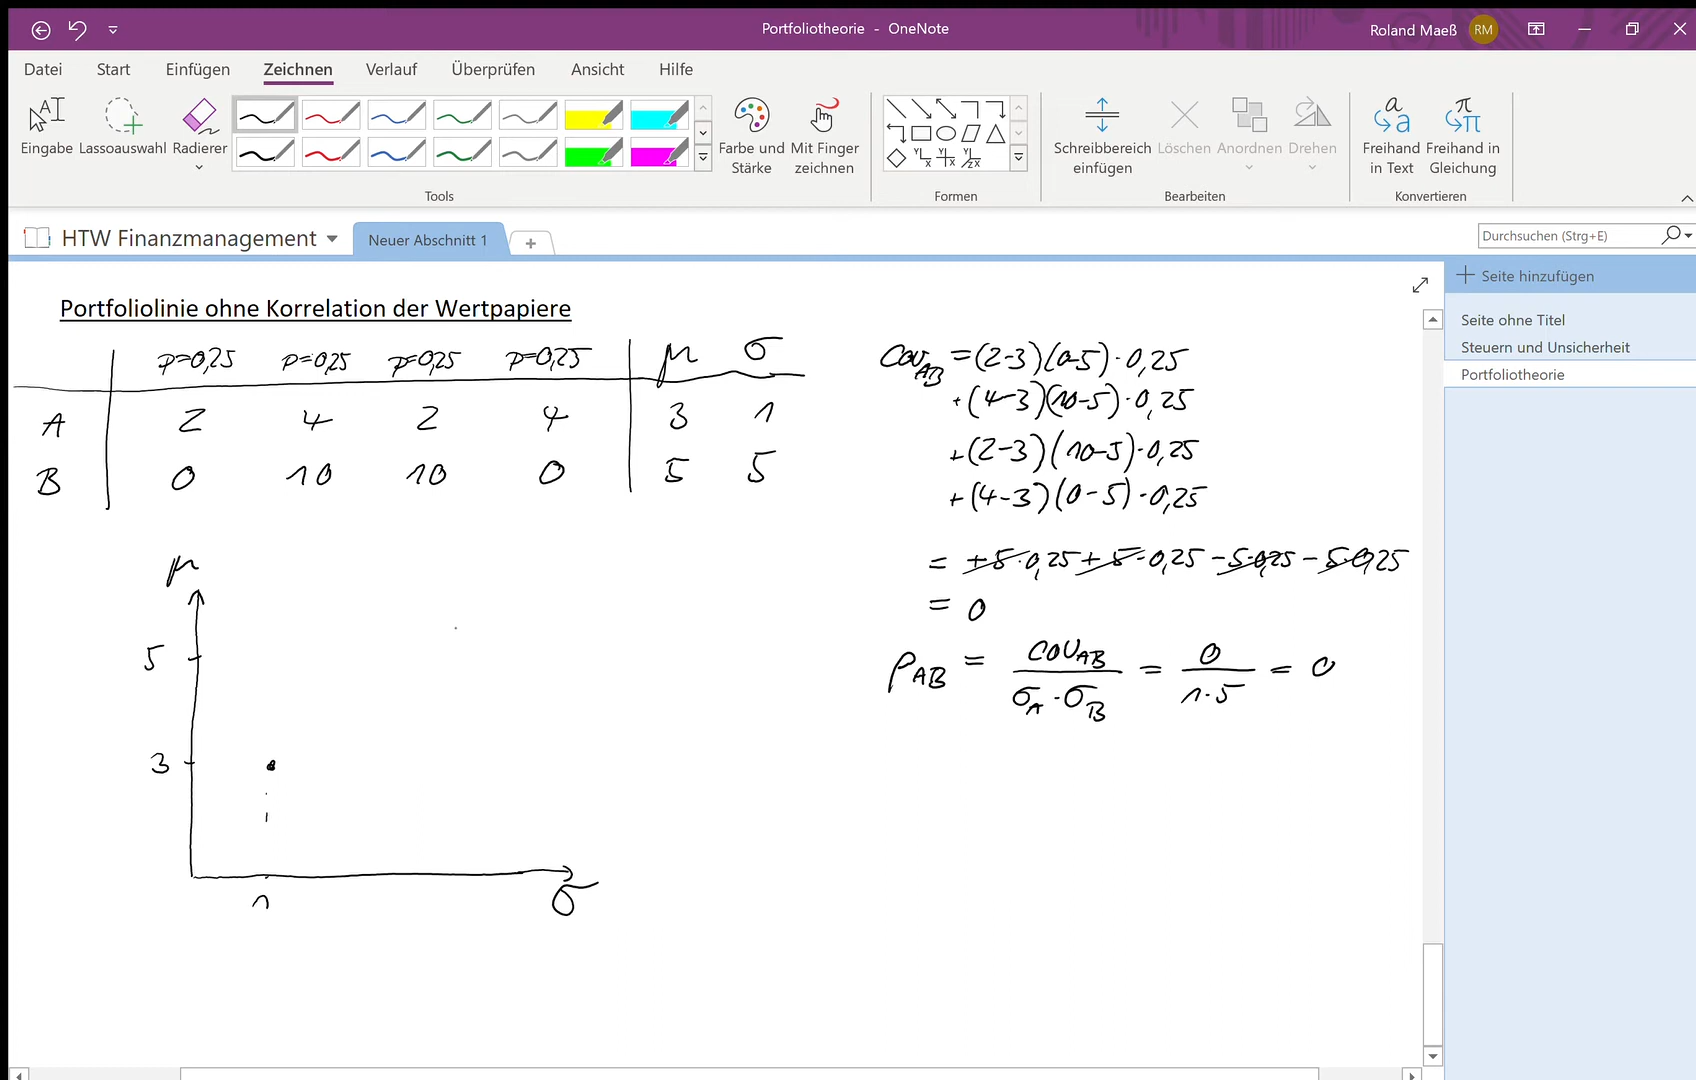 Portfoliotheorie - OneNote
Roland Maeß RM
Datei Start Einfügen Zeichnen Verlauf Überprüfen Ansicht Hilfe
Eingabe Lassoauswahl Radierer
Farbe und Stärke
Mit Finger zeichnen
Schreibbereich einfügen
Löschen Anordnen Drehen
Freihand in Text
Freihand in Gleichung
Tools Formen Bearbeiten Konvertieren
HTW Finanzmanagement
Neuer Abschnitt 1
Durchsuchen (Strg+E)
Seite hinzufügen
Seite ohne Titel
Steuern und Unsicherheit
Portfoliotheorie
Portfoliolinie ohne Korrelation der Wertpapiere
p=0,25 p=0,25 p=0,25 p=0,25 μ σ
A 2 4 2 4 3 1
B 0 10 10 0 5 5
μ
5
3
1
σ
COV_AB = (2-3)(0-5)·0,25
+(4-3)(10-5)·0,25
+(2-3)(10-5)·0,25
+(4-3)(0-5)·0,25
= +5·0,25+5·0,25-5·0,25-5·0,25
= 0
ρ_AB = COV_AB / (σ_A·σ_B) = 0 / (1·5) = 0